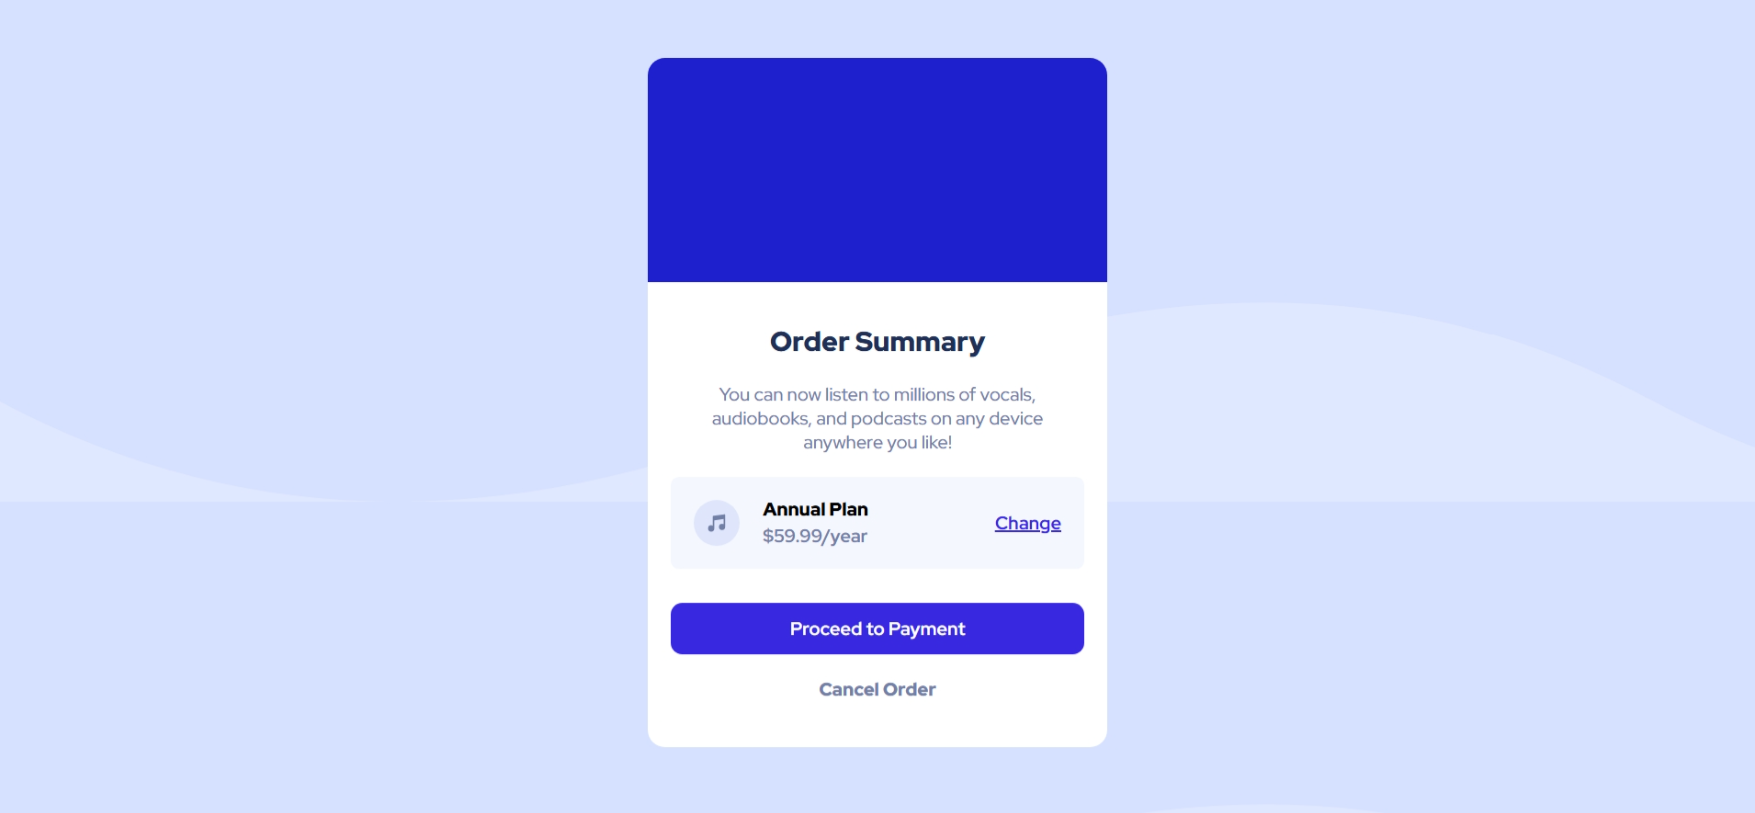 Order Summary
You can now listen to millions of vocals,
audiobooks, and podcasts on any device
anywhere you like!
Annual Plan
$59.99/year
Change
Proceed to Payment
Cancel Order